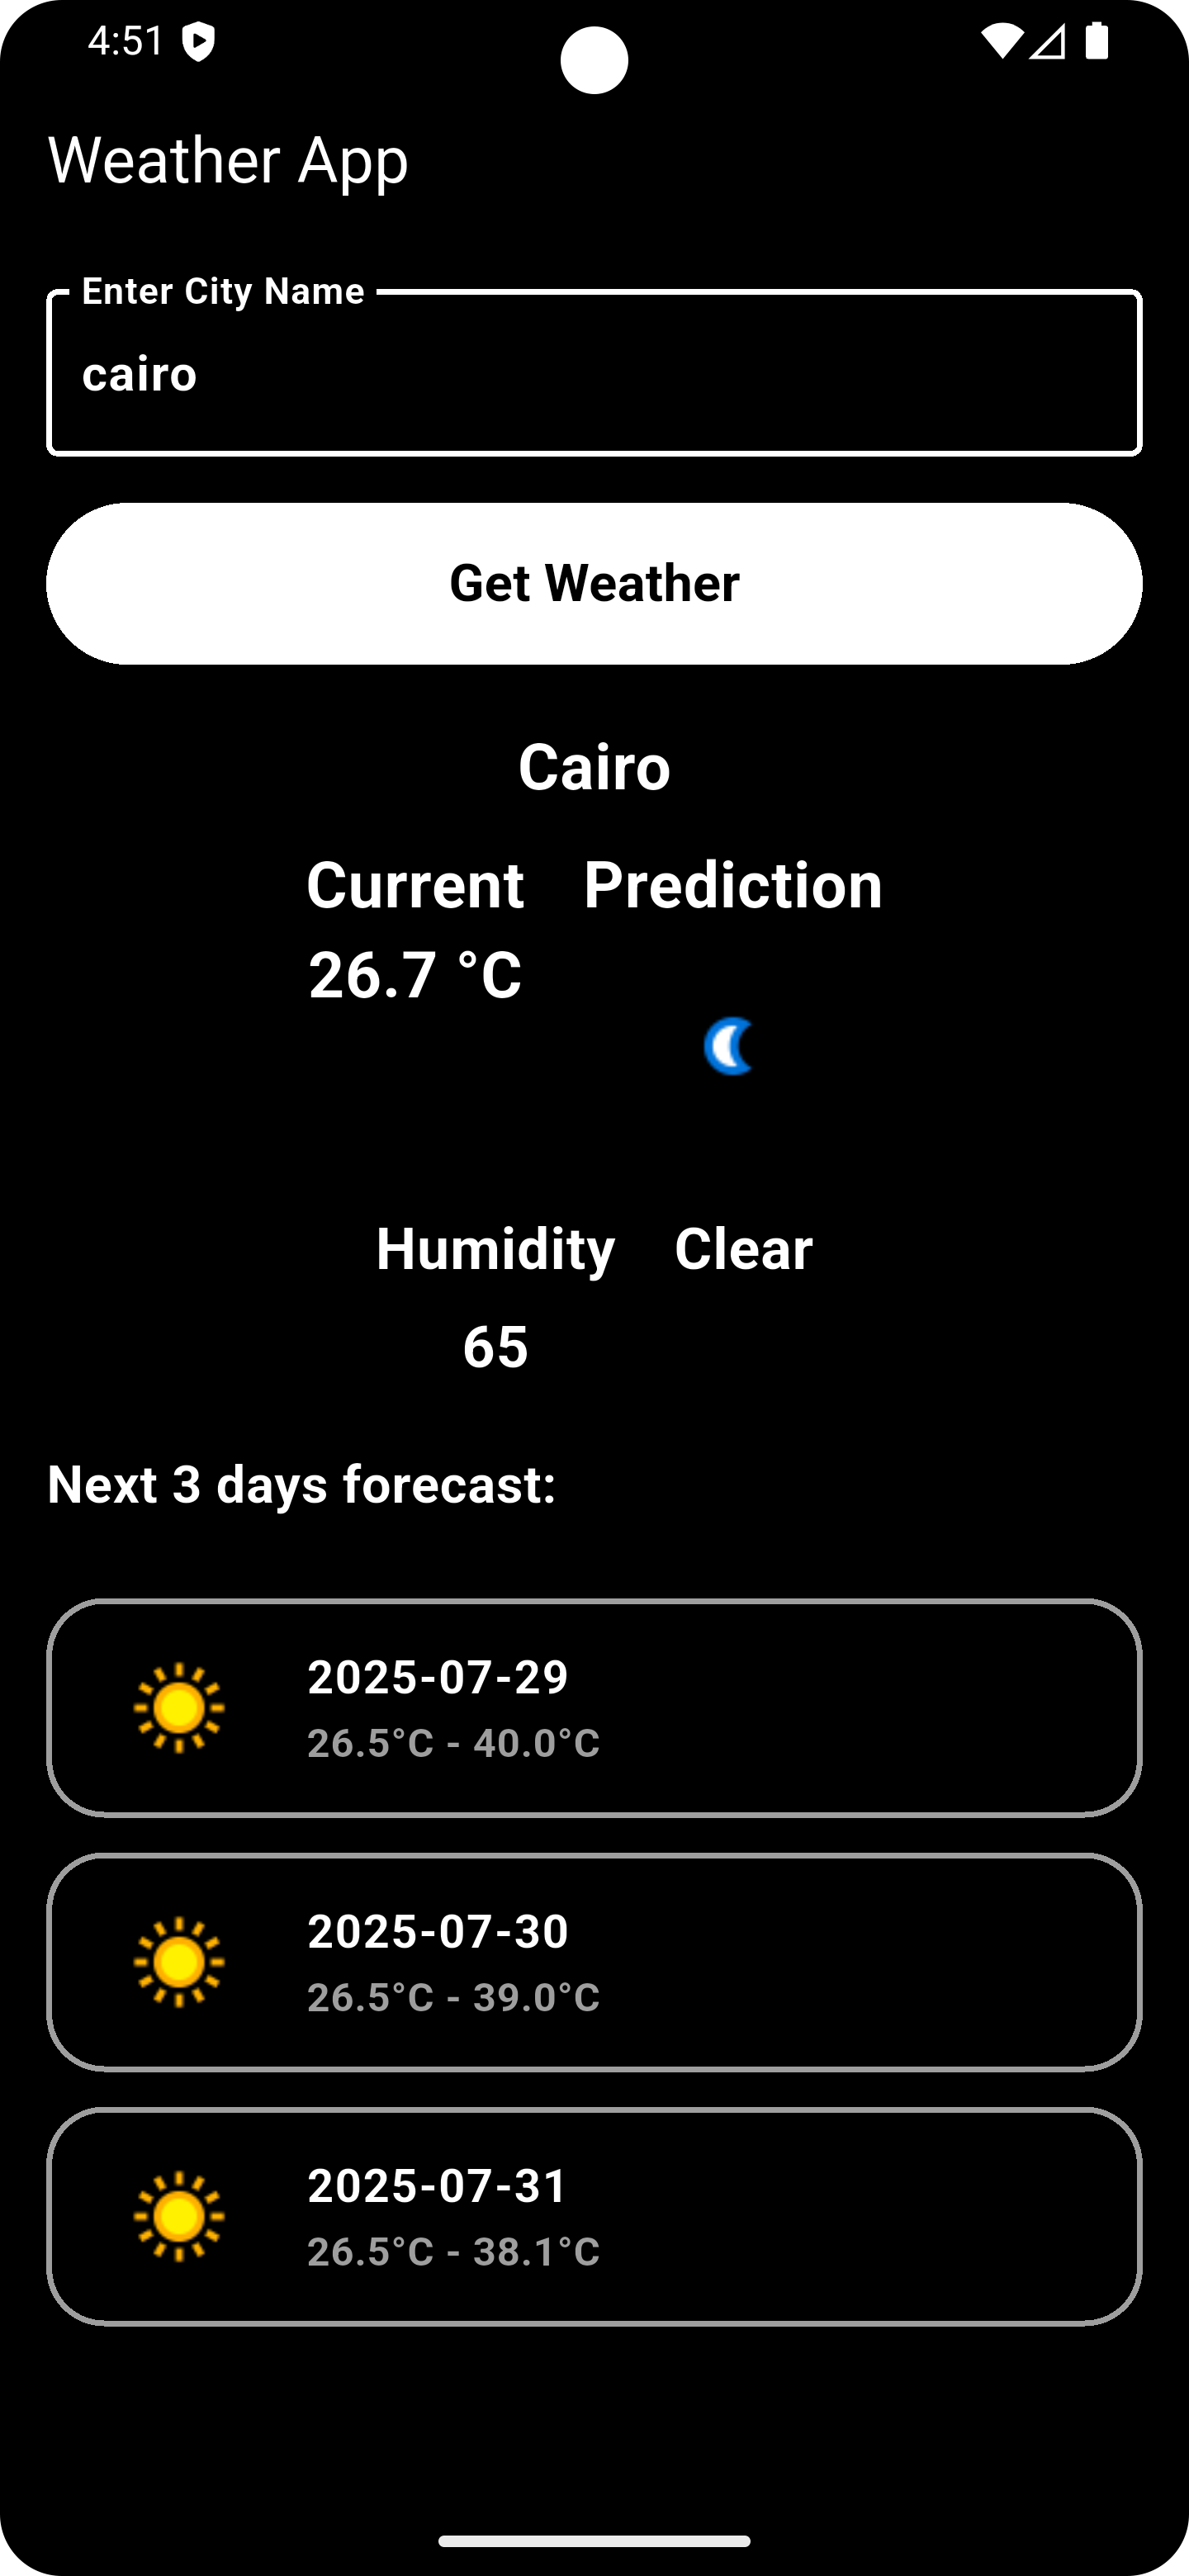 4:51
Weather App
Enter City Name
cairo
Get Weather
Cairo
Current Prediction
26.7 °C
Humidity Clear
65
Next 3 days forecast:
2025-07-29
26.5°C - 40.0°C
2025-07-30
26.5°C - 39.0°C
2025-07-31
26.5°C - 38.1°C